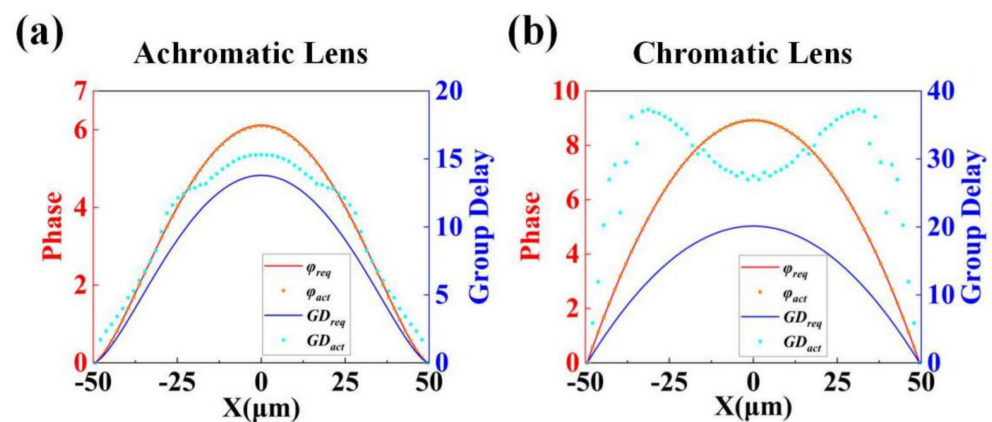 (a)
Achromatic Lens
7
6
4
2
0
Phase
20
15
10
5
0
Group Delay
φreq
φact
GDreq
GDact
-50 -25 0 25 50
X(μm)
(b)
Chromatic Lens
10
8
6
4
2
0
Phase
40
30
20
10
0
Group Delay
φreq
φact
GDreq
GDact
-50 -25 0 25 50
X(μm)